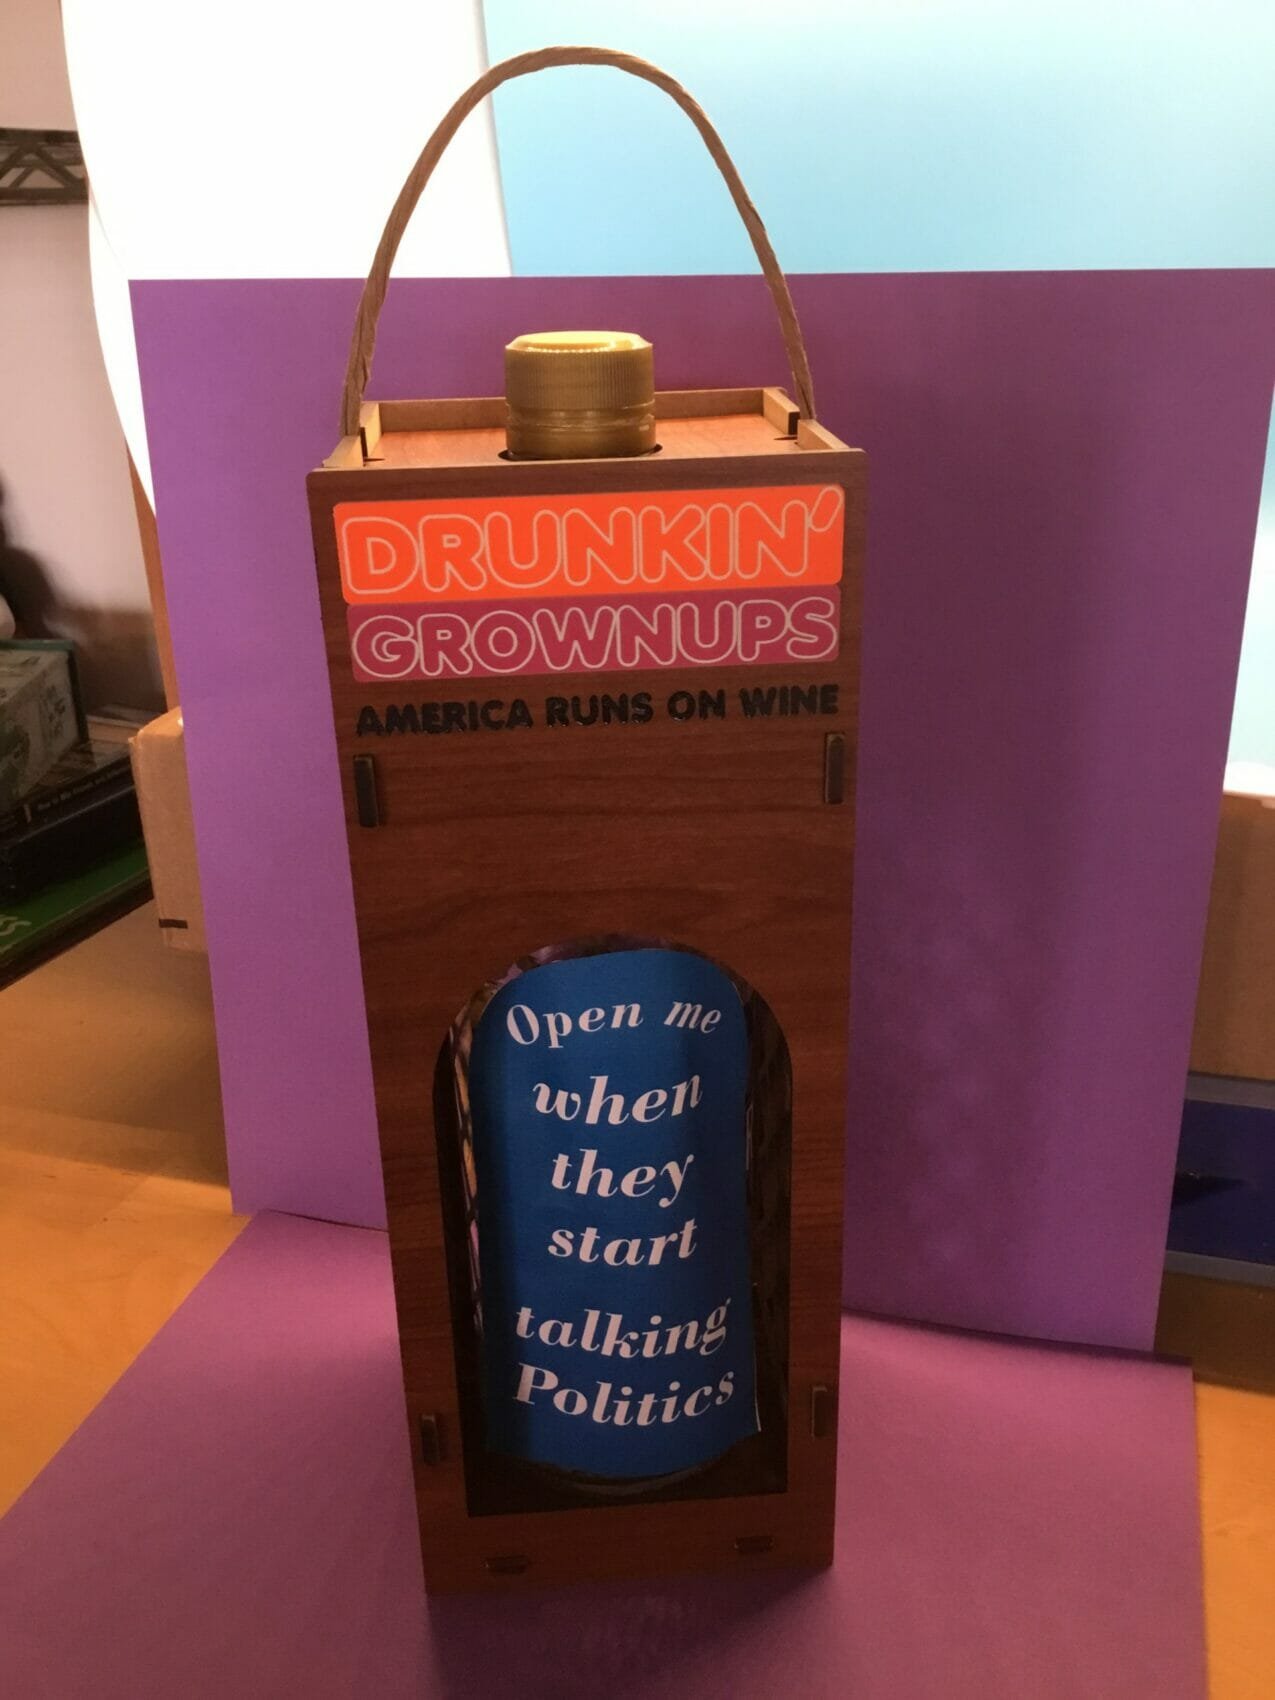 DRUNKIN'
GROWNUPS
AMERICA RUNS ON WINE
Open me
when
they
start
talking
Politics